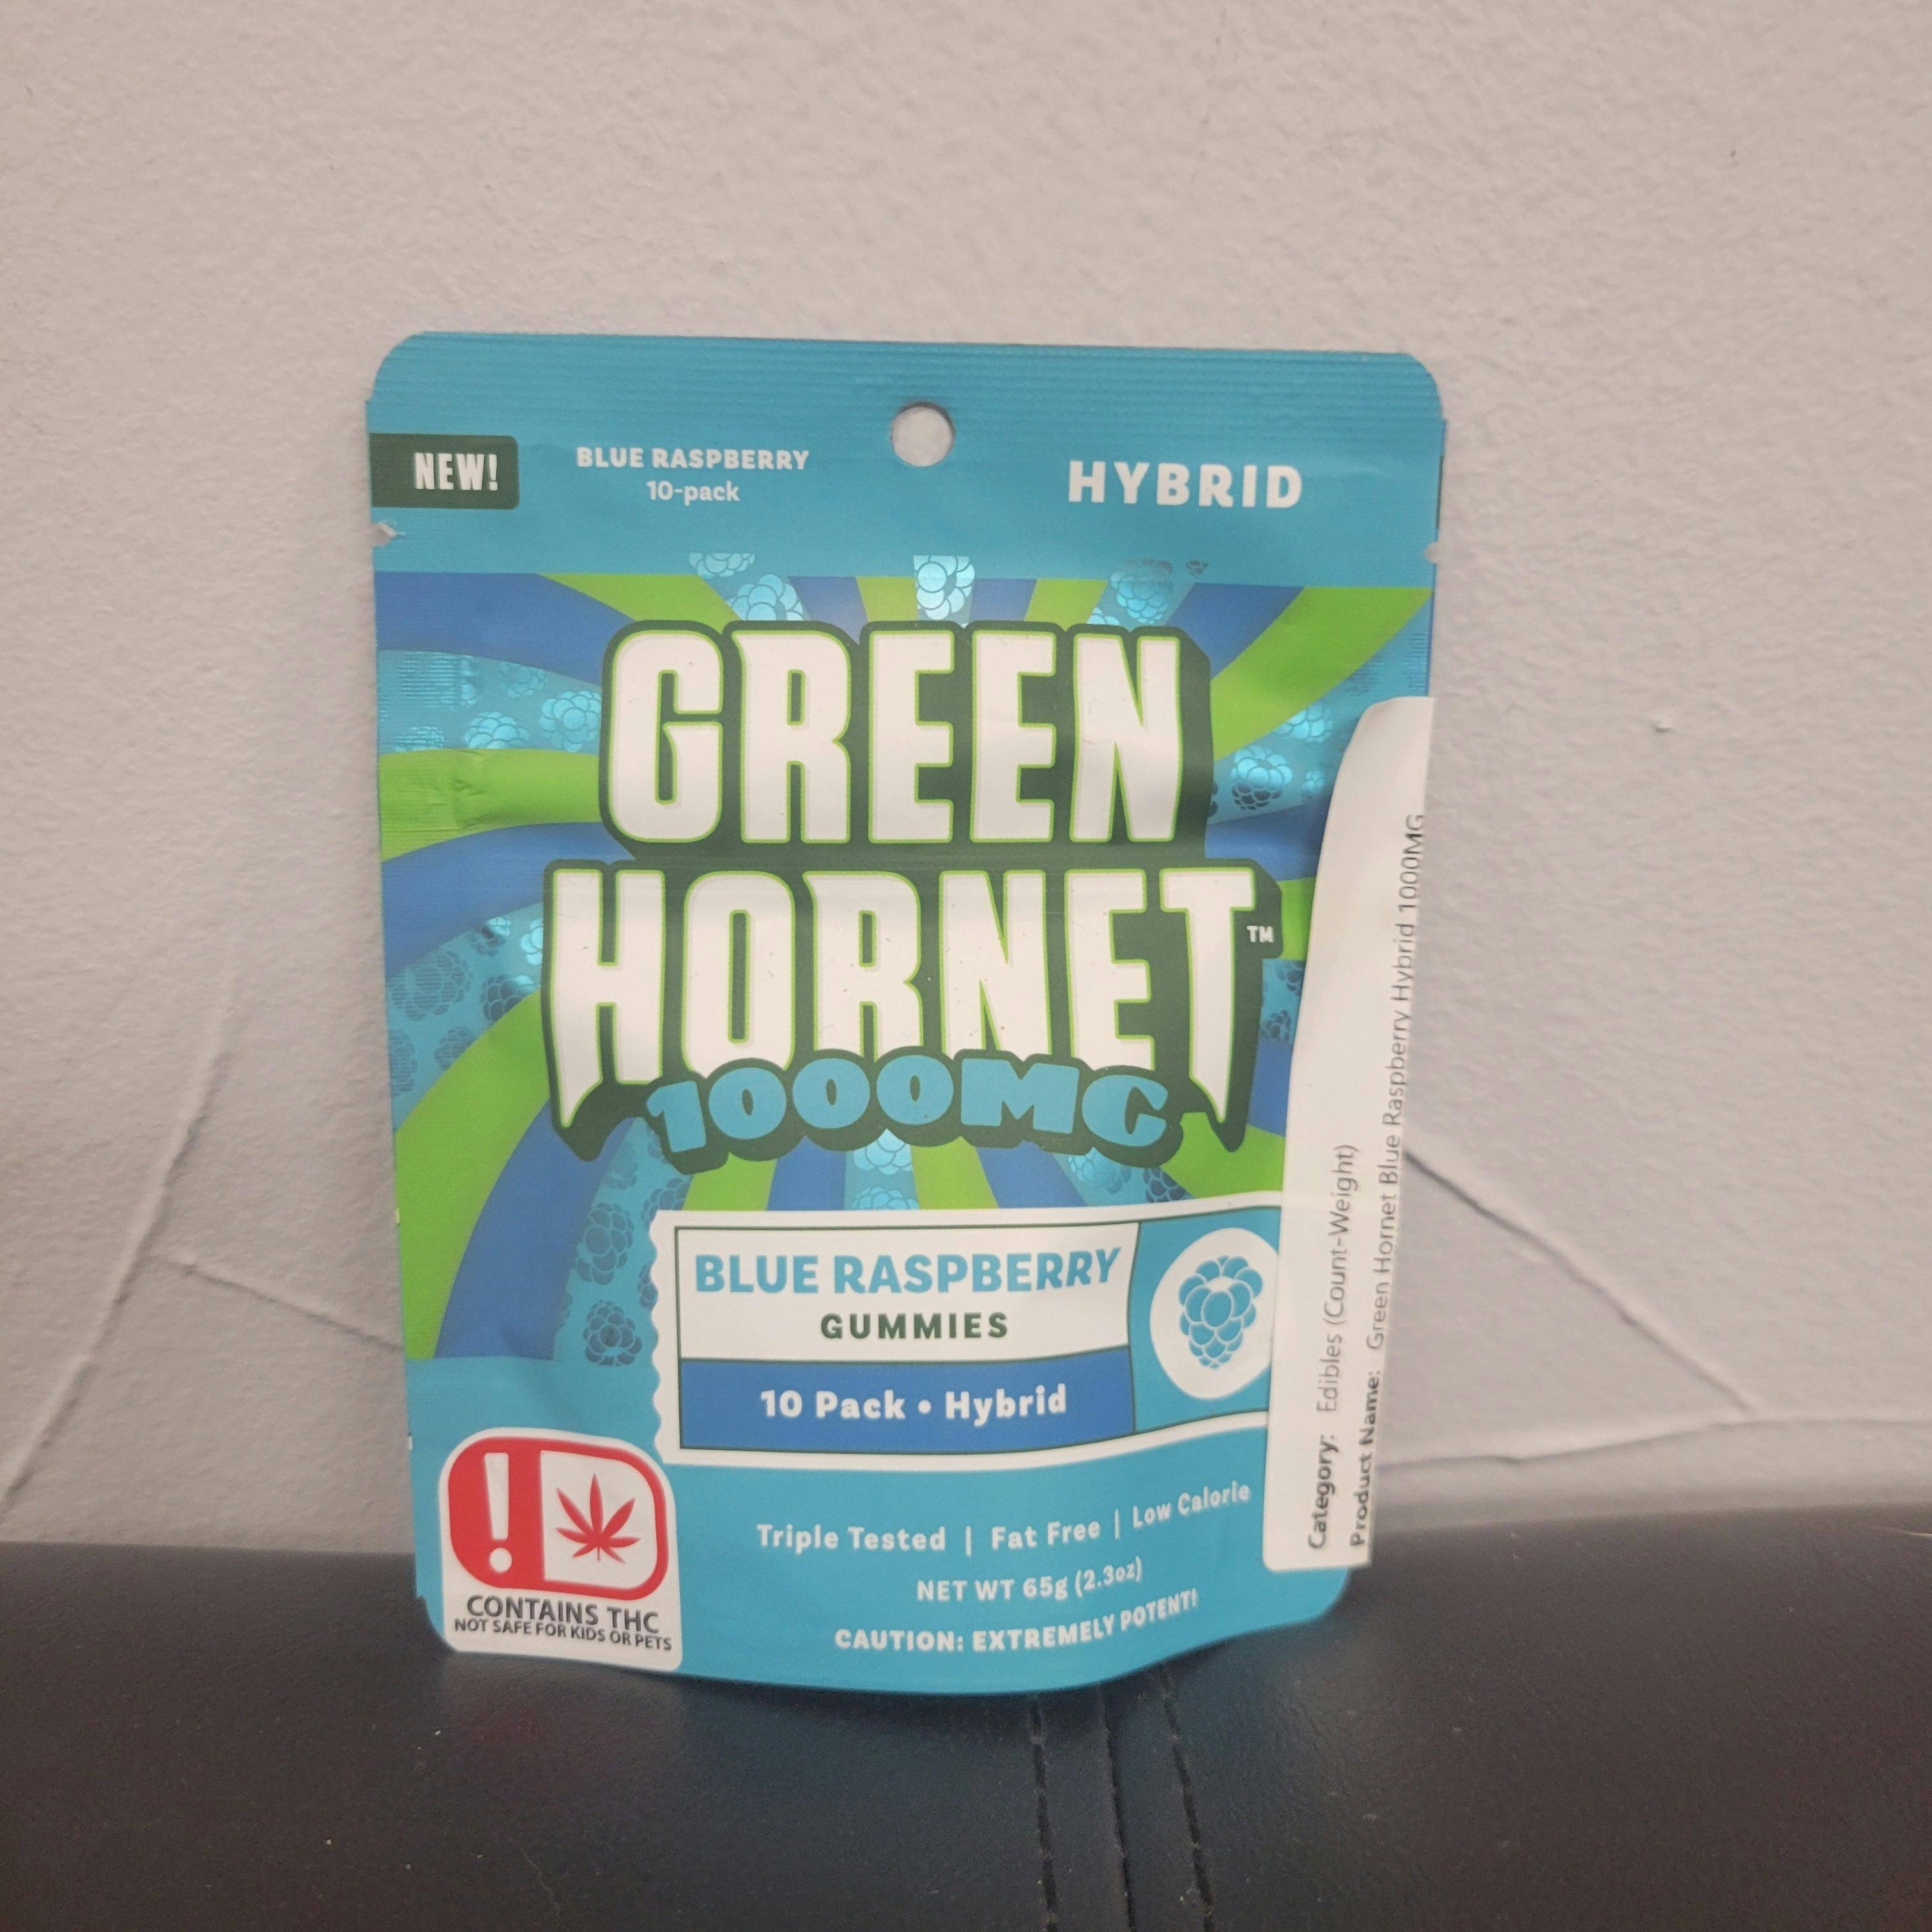 NEW!
BLUE RASPBERRY
10-pack
HYBRID
GREEN
HORNET™
1000MG
BLUE RASPBERRY
GUMMIES
10 Pack • Hybrid
!
CONTAINS THC
NOT SAFE FOR KIDS OR PETS
Triple Tested | Fat Free | Low Calorie
NET WT 65g (2.3oz)
CAUTION: EXTREMELY POTENT!
Category: Edibles (Count-Weight)
Product Name: Green Hornet Blue Raspberry Hybrid 1000MG